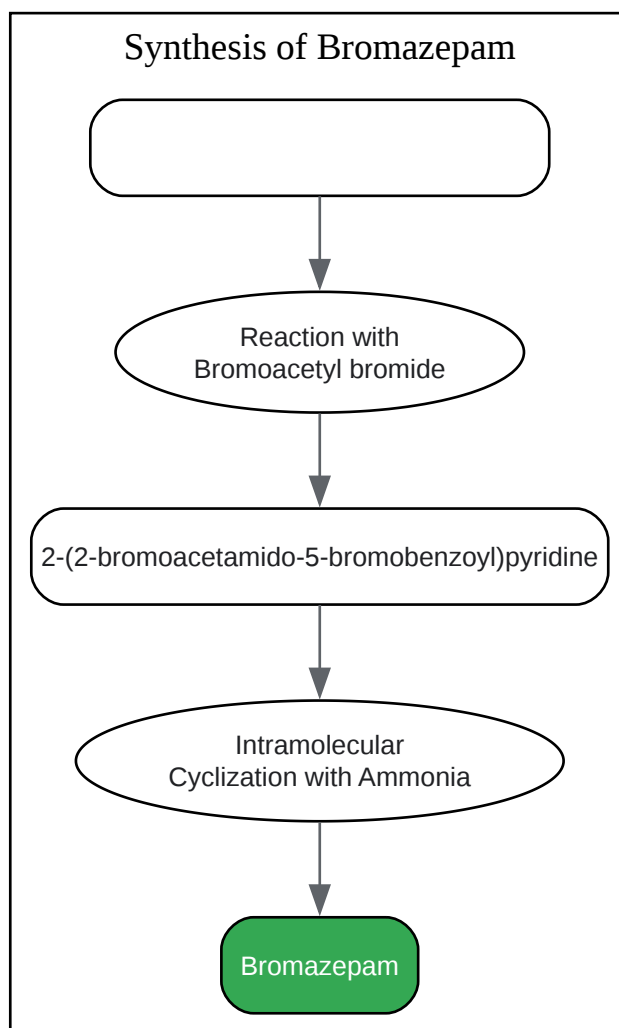 Synthesis of Bromazepam
Reaction with
Bromoacetyl bromide
2-(2-bromoacetamido-5-bromobenzoyl)pyridine
Intramolecular
Cyclization with Ammonia
Bromazepam